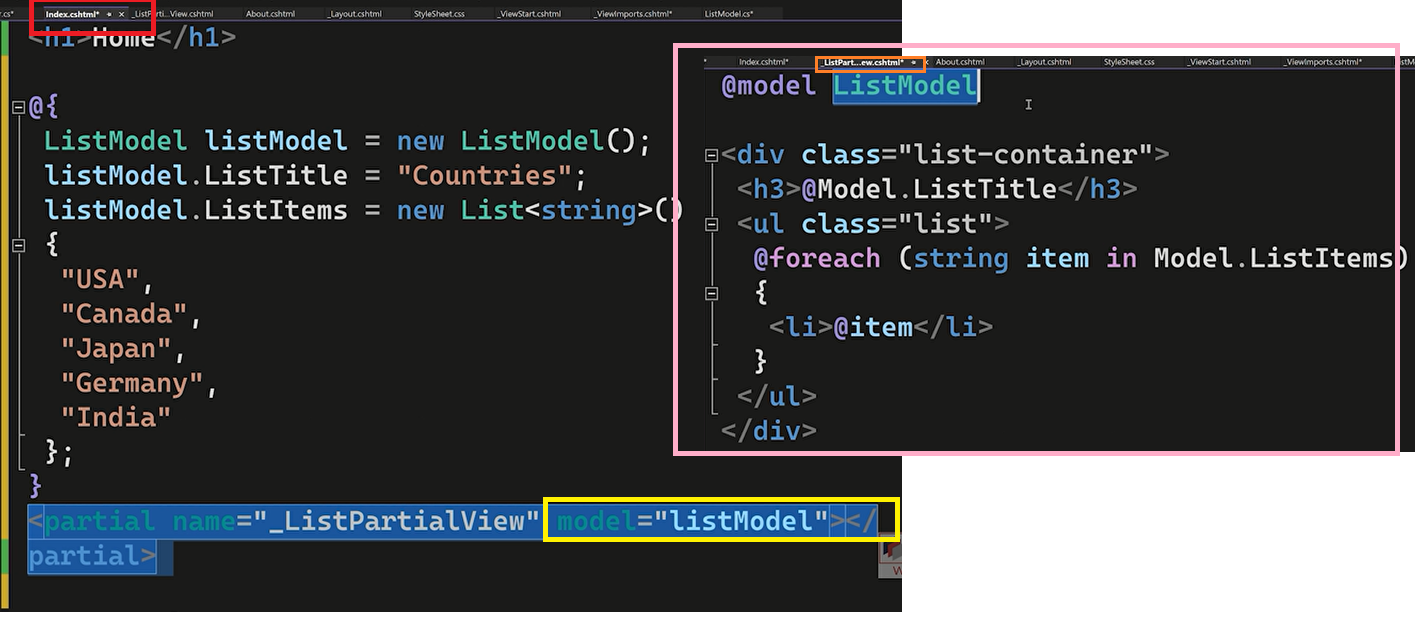 r.cs* Index.cshtml* _ListParti...View.cshtml About.cshtml _Layout.cshtml StyleSheet.css _ViewStart.cshtml _ViewImports.cshtml* ListModel.cs*
<h1>Home</h1>
@{
ListModel listModel = new ListModel();
listModel.ListTitle = "Countries";
listModel.ListItems = new List<string>()
{
"USA",
"Canada",
"Japan",
"Germany",
"India"
};
}
<partial name="_ListPartialView" model="listModel"></
partial>
W
* Index.cshtml* _ListPart...ew.cshtml* About.cshtml _Layout.cshtml StyleSheet.css _ViewStart.cshtml _ViewImports.cshtml* istM
@model ListModel
<div class="list-container">
<h3>@Model.ListTitle</h3>
<ul class="list">
@foreach (string item in Model.ListItems)
{
<li>@item</li>
}
</ul>
</div>